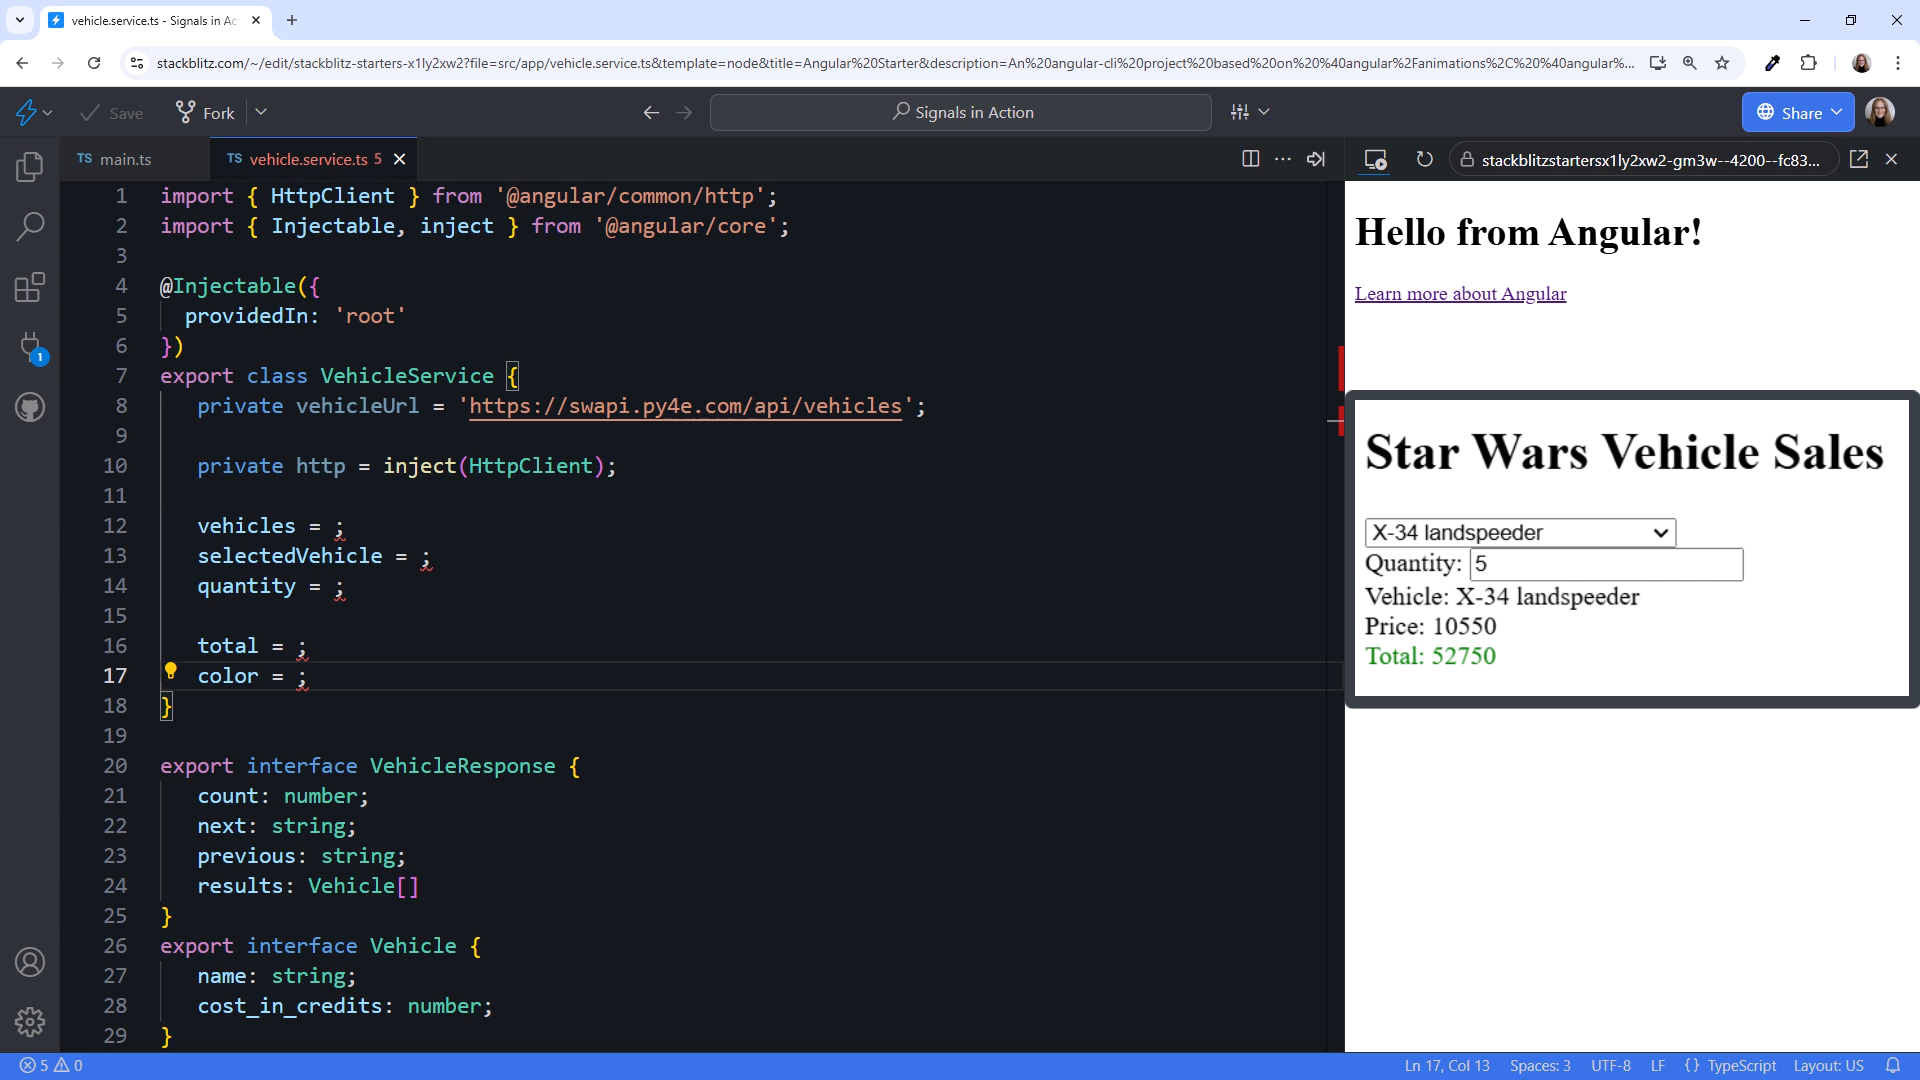 vehicle.service.ts - Signals in Ac
stackblitz.com/~/edit/stackblitz-starters-x1ly2xw2?file=src/app/vehicle.service.ts&template=node&title=Angular%20Starter&description=An%20angular-cli%20project%20based%20on%20%40angular%2Fanimations%2C%20%40angular%...
Save
Fork
Signals in Action
Share
TS main.ts
TS vehicle.service.ts 5
stackblitzstartersx1ly2xw2-gm3w--4200--fc83...
1 import { HttpClient } from '@angular/common/http';
2 import { Injectable, inject } from '@angular/core';
3
4 @Injectable({
5 providedIn: 'root'
6 })
7 export class VehicleService {
8 private vehicleUrl = 'https://swapi.py4e.com/api/vehicles';
9
10 private http = inject(HttpClient);
11
12 vehicles = ;
13 selectedVehicle = ;
14 quantity = ;
15
16 total = ;
17 color = ;
18 }
19
20 export interface VehicleResponse {
21 count: number;
22 next: string;
23 previous: string;
24 results: Vehicle[]
25 }
26 export interface Vehicle {
27 name: string;
28 cost_in_credits: number;
29 }
1
Hello from Angular!
Learn more about Angular
Star Wars Vehicle Sales
X-34 landspeeder
Quantity: 5
Vehicle: X-34 landspeeder
Price: 10550
Total: 52750
5 0
Ln 17, Col 13 Spaces: 3 UTF-8 LF {} TypeScript Layout: US